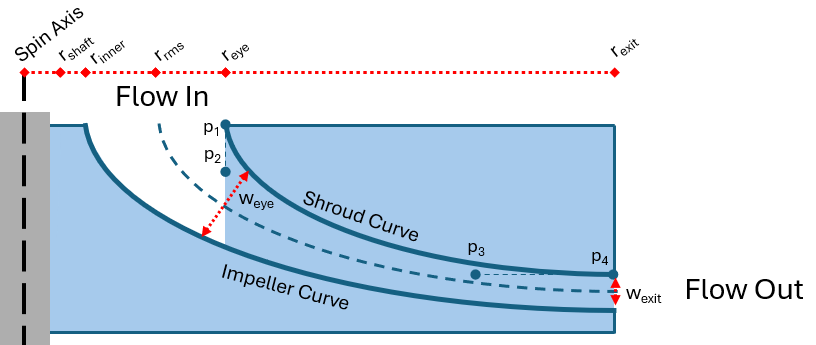 Spin Axis
r_shaft
r_inner
r_rms
r_eye
r_exit
Flow In
p_1
p_2
w_eye
Shroud Curve
p_3
p_4
Impeller Curve
w_exit
Flow Out